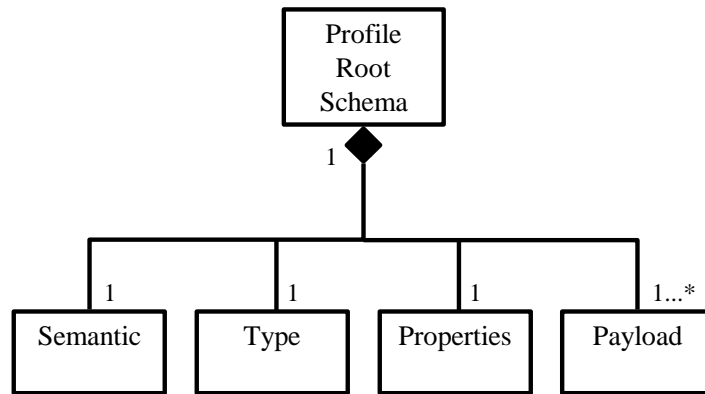 Profile
Root
Schema
1
1
1
1
1...*
Semantic
Type
Properties
Payload